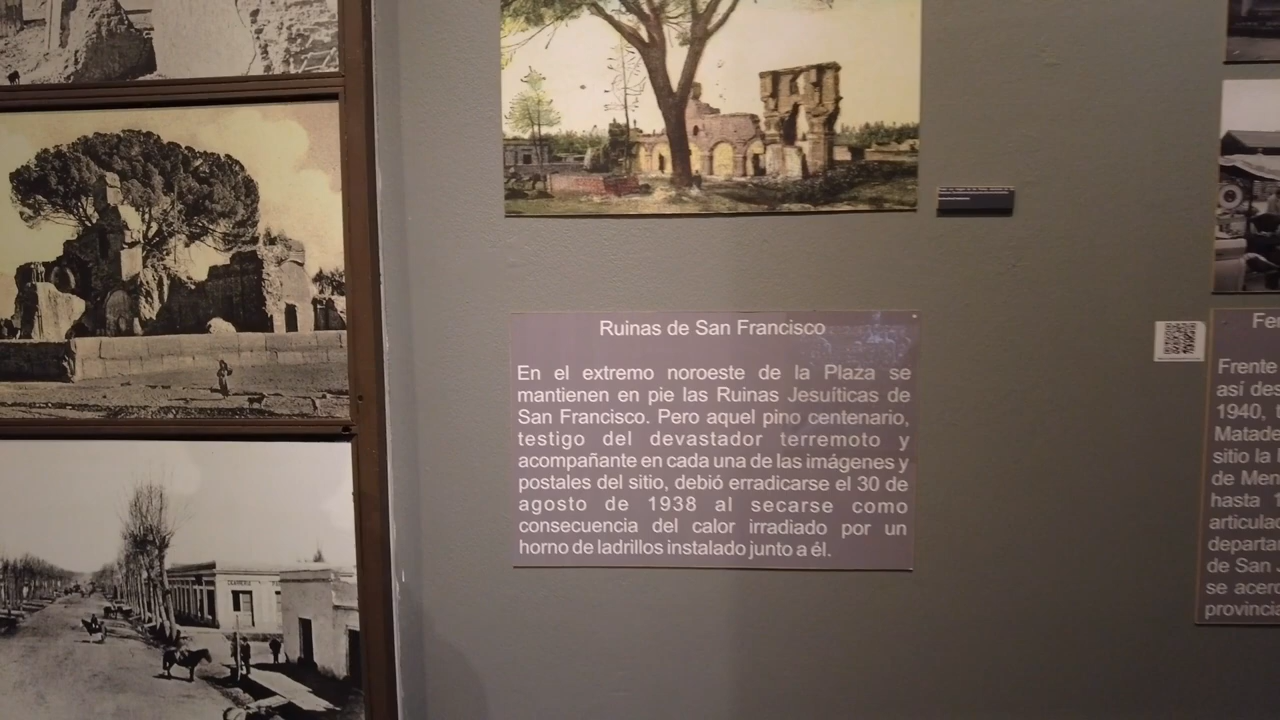 Ruinas de San Francisco
En el extremo noroeste de la Plaza se
mantienen en pie las Ruinas Jesuíticas de
San Francisco. Pero aquel pino centenario,
testigo del devastador terremoto y
acompañante en cada una de las imágenes y
postales del sitio, debió erradicarse el 30 de
agosto de 1938 al secarse como
consecuencia del calor irradiado por un
horno de ladrillos instalado junto a él.
Fe
Frente
así des
1940,
Matade
sitio la
de Men
hasta 1
articulad
departa
de San J
se acerc
provincia